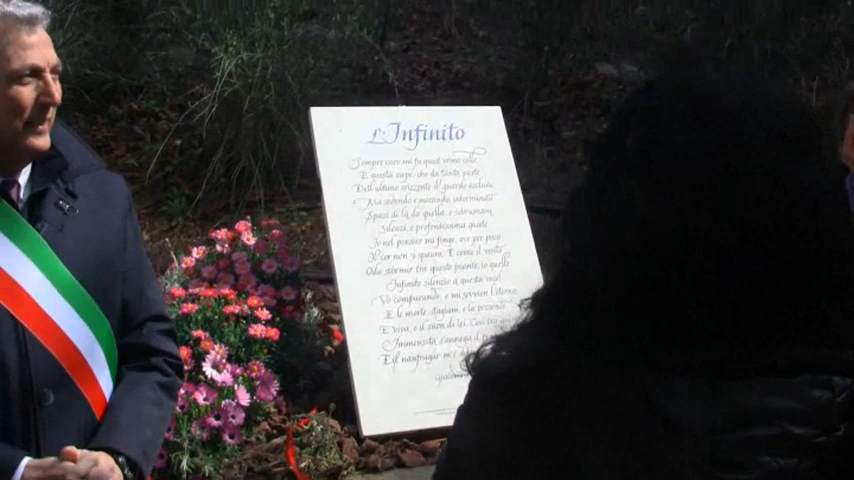 L'Infinito
Sempre caro mi fu quest'ermo colle,
E questa siepe, che da tanta parte
Dell'ultimo orizzonte il guardo esclude.
Ma sedendo e mirando, interminati
Spazi di là da quella, e sovrumani
Silenzi, e profondissima quiete
Io nel pensier mi fingo, ove per poco
Il cor non si spaura. E come il vento
Odo stormir tra queste piante, io quello
Infinito silenzio a questa voce
Vo comparando: e mi sovvien l'eterno,
E le morte stagioni, e la presente
E viva, e il suon di lei. Così tra
Immensità s'annega il pensier
E il naufragar m'è
Giacomo